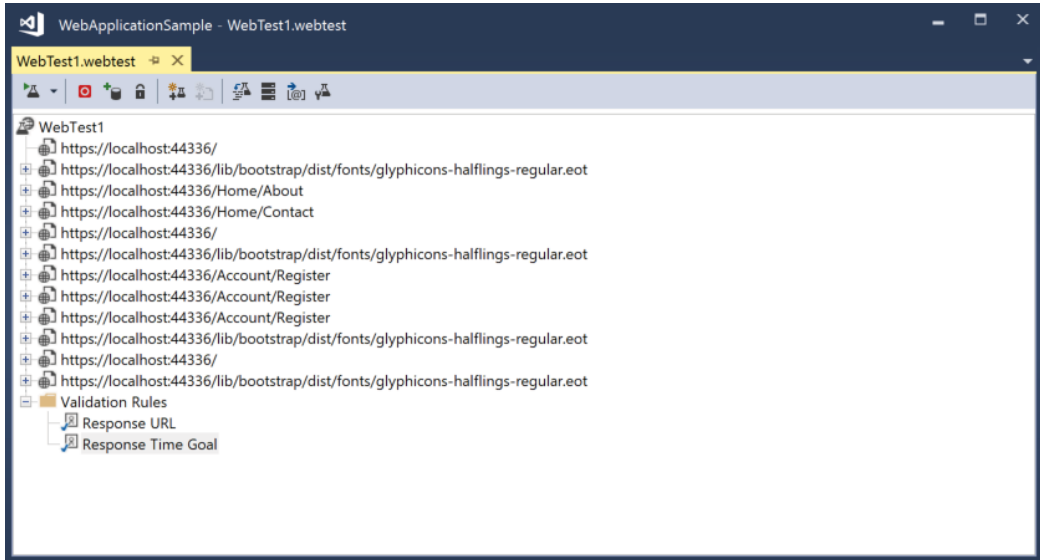 WebApplicationSample - WebTest1.webtest
WebTest1.webtest
WebTest1
https://localhost:44336/
https://localhost:44336/lib/bootstrap/dist/fonts/glyphicons-halflings-regular.eot
https://localhost:44336/Home/About
https://localhost:44336/Home/Contact
https://localhost:44336/
https://localhost:44336/lib/bootstrap/dist/fonts/glyphicons-halflings-regular.eot
https://localhost:44336/Account/Register
https://localhost:44336/Account/Register
https://localhost:44336/Account/Register
https://localhost:44336/lib/bootstrap/dist/fonts/glyphicons-halflings-regular.eot
https://localhost:44336/
https://localhost:44336/lib/bootstrap/dist/fonts/glyphicons-halflings-regular.eot
Validation Rules
Response URL
Response Time Goal